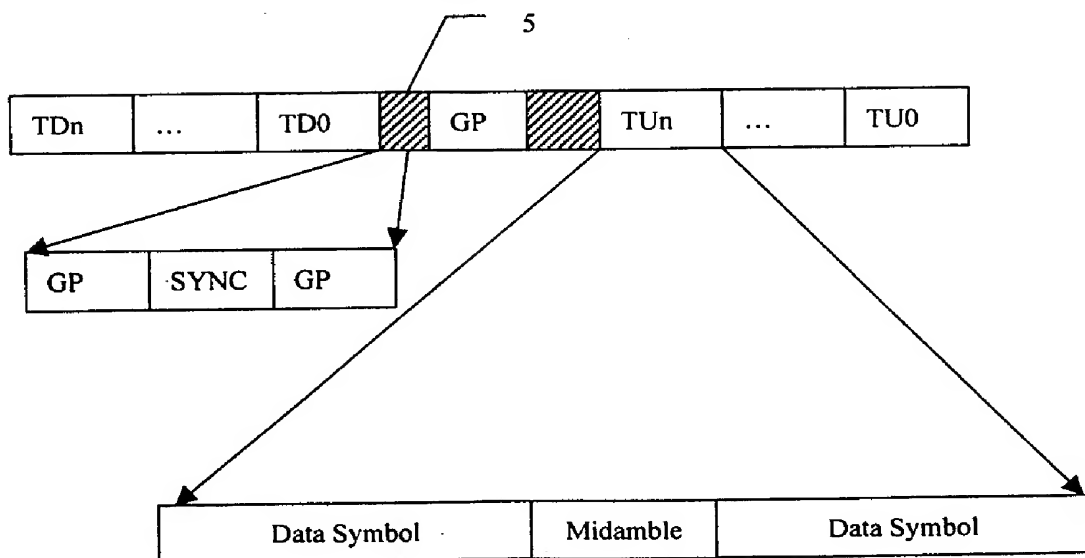 5
TDn ... TD0 GP TUn ... TU0
GP SYNC GP
Data Symbol Midamble Data Symbol